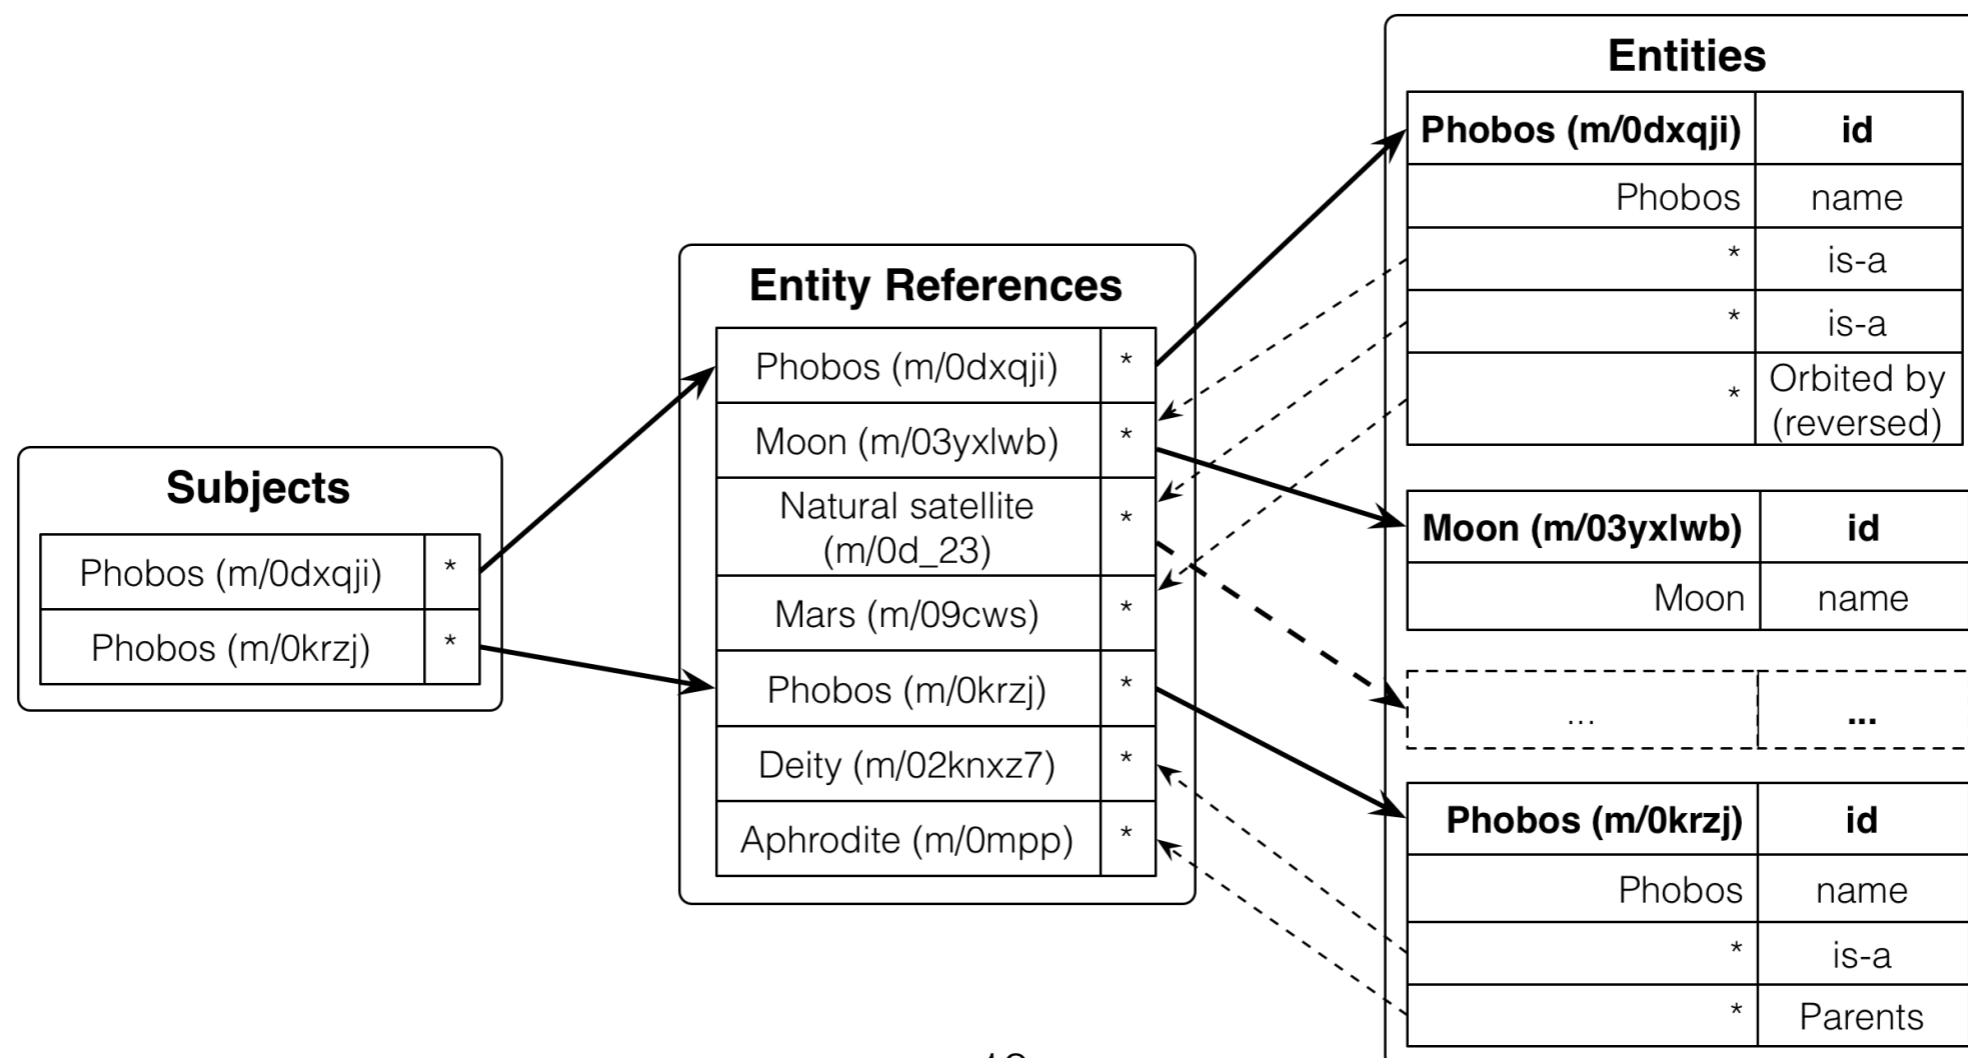 Subjects
Phobos (m/0dxqji) *
Phobos (m/0krzj) *
Entity References
Phobos (m/0dxqji) *
Moon (m/03yxlwb) *
Natural satellite
(m/0d_23) *
Mars (m/09cws) *
Phobos (m/0krzj) *
Deity (m/02knxz7) *
Aphrodite (m/0mpp) *
Entities
Phobos (m/0dxqji) id
Phobos name
* is-a
* is-a
* Orbited by
(reversed)
Moon (m/03yxlwb) id
Moon name
... ...
Phobos (m/0krzj) id
Phobos name
* is-a
* Parents